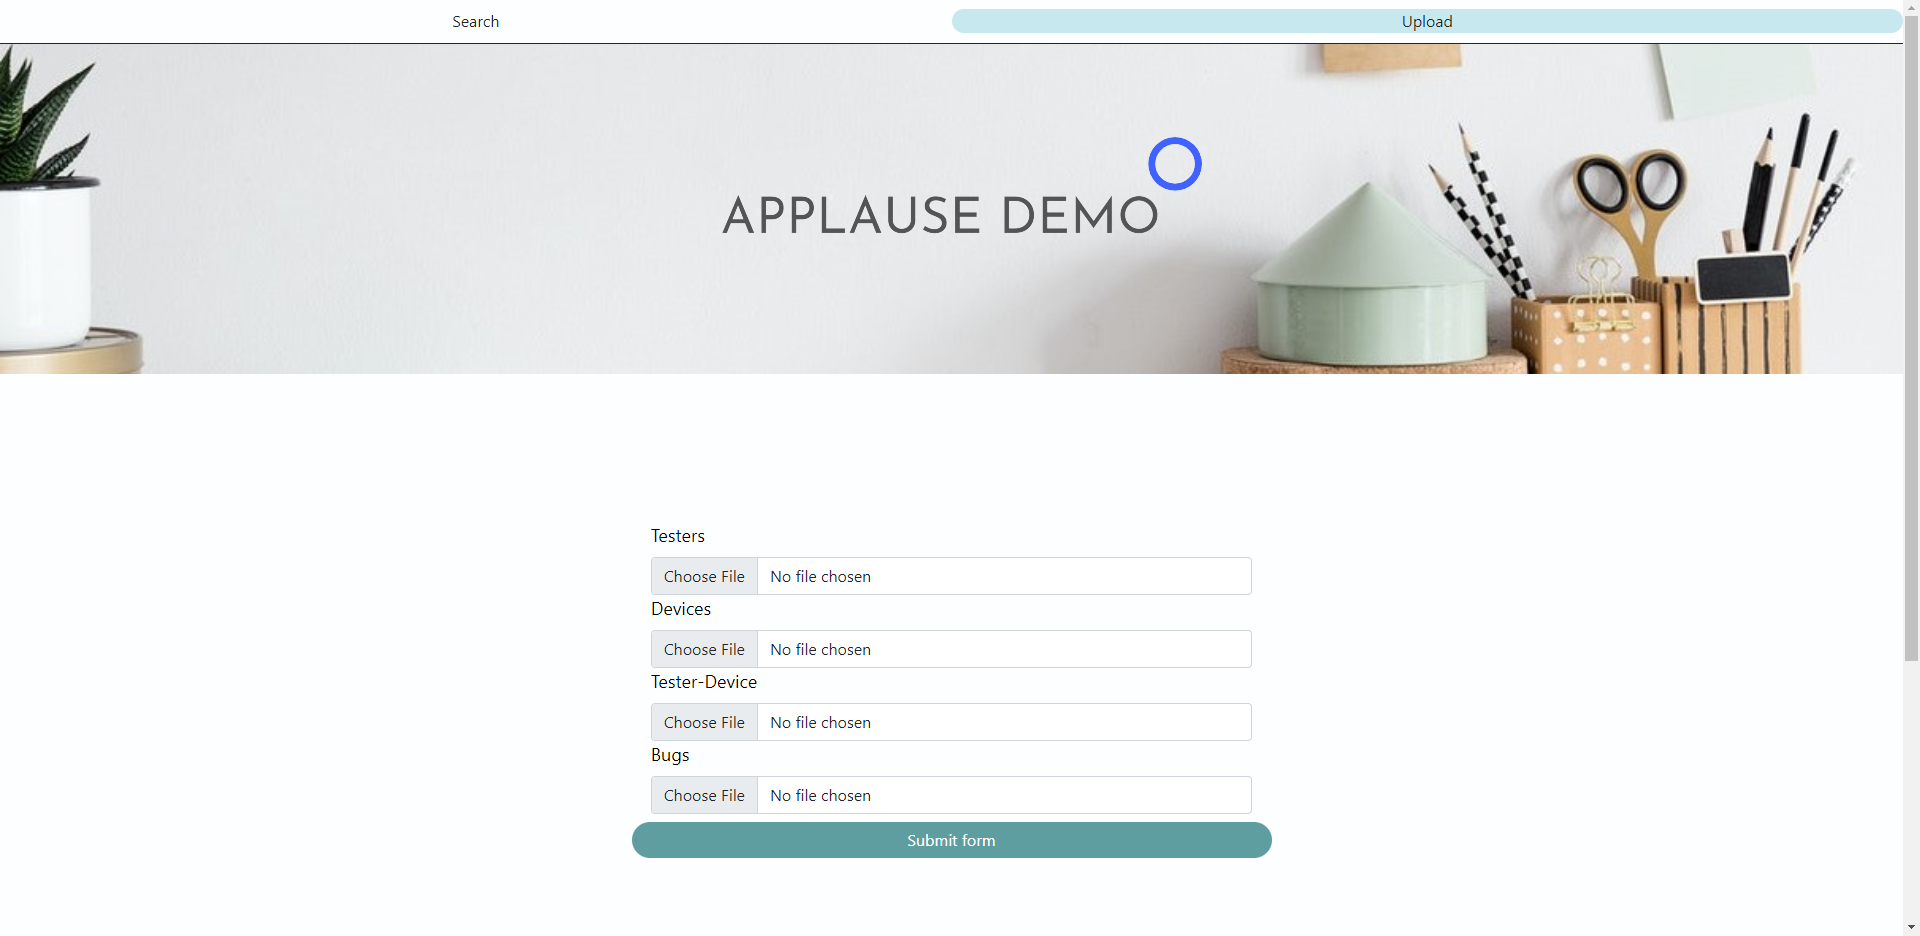 Search
Upload
APPLAUSE DEMO
Testers
Choose File No file chosen
Devices
Choose File No file chosen
Tester-Device
Choose File No file chosen
Bugs
Choose File No file chosen
Submit form